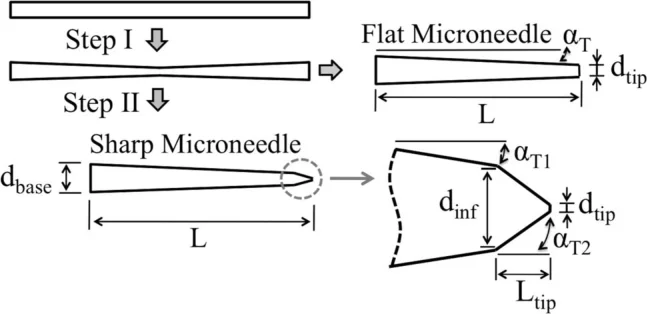 Step I
Flat Microneedle
αT
dtip
L
Step II
Sharp Microneedle
dbase
L
αT1
dinf
dtip
αT2
Ltip